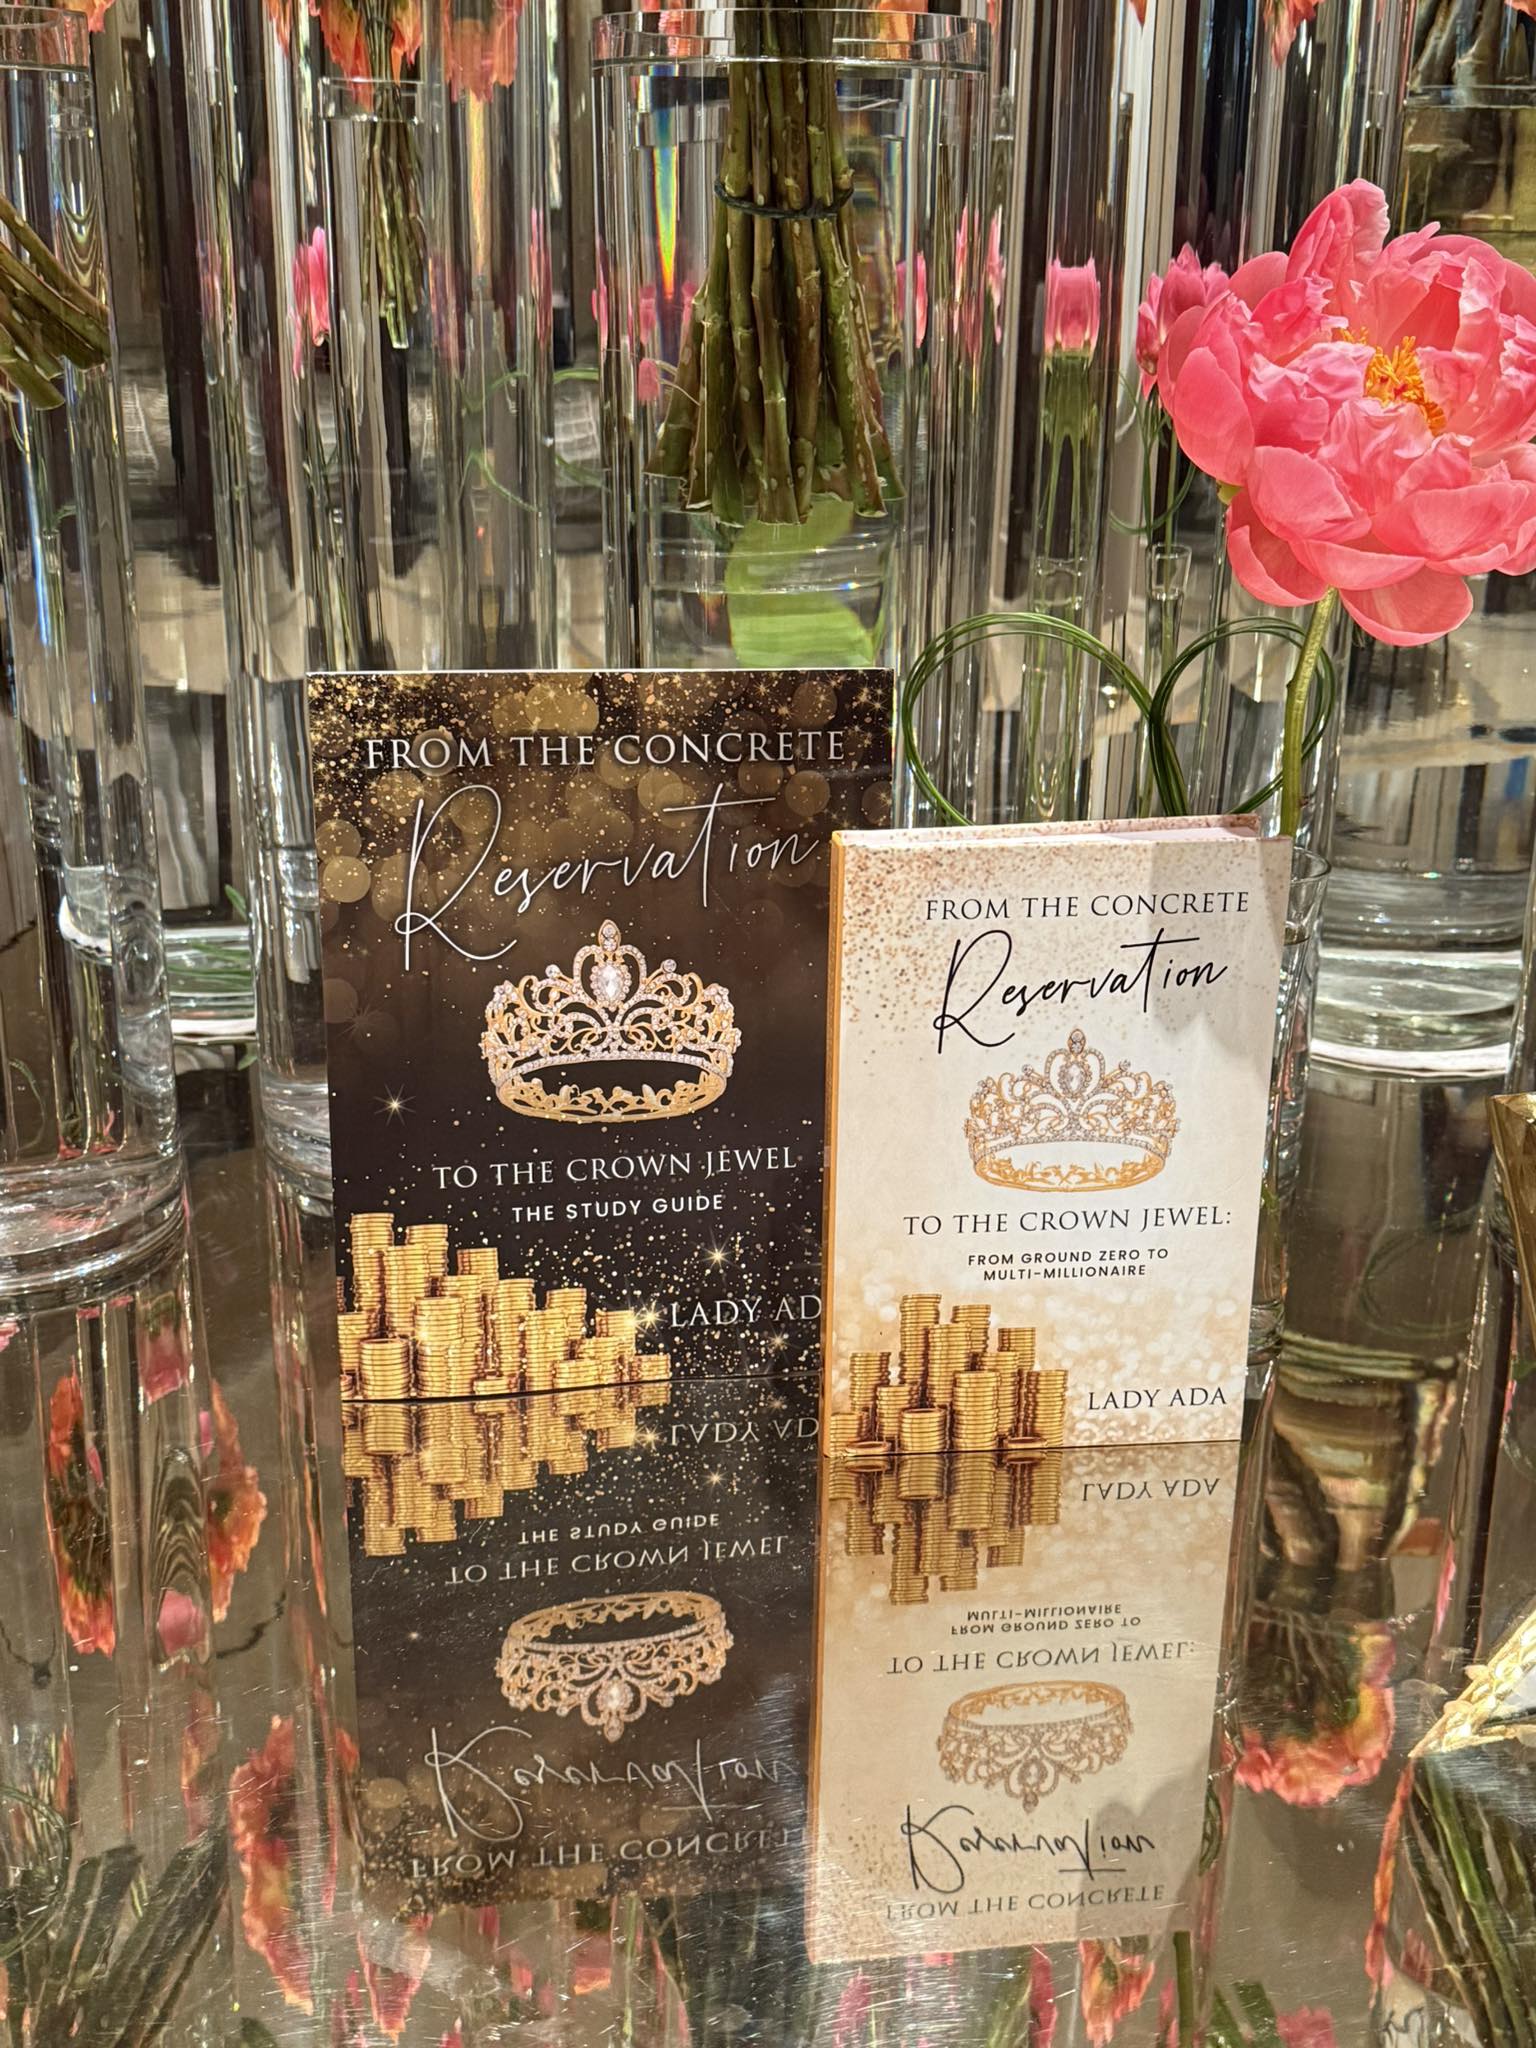 FROM THE CONCRETE
Reservation
TO THE CROWN JEWEL
THE STUDY GUIDE
LADY AD
FROM THE CONCRETE
Reservation
TO THE CROWN JEWEL:
FROM GROUND ZERO TO
MULTI-MILLIONAIRE
LADY ADA